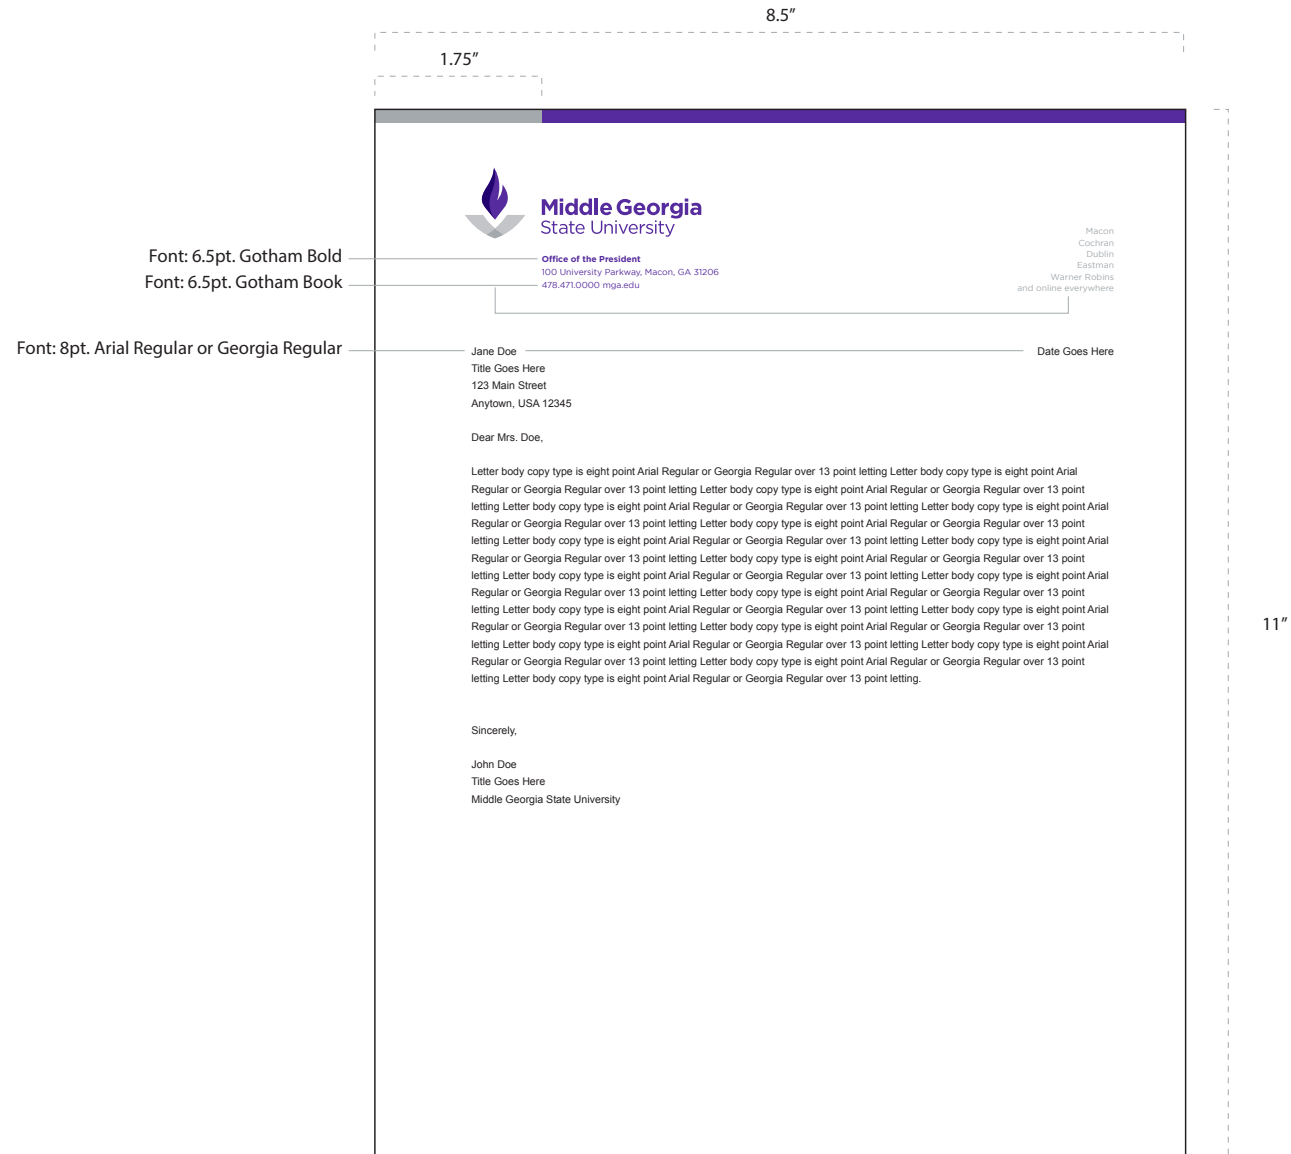 8.5″
1.75″
Middle Georgia
State University
Macon
Cochran
Dublin
Eastman
Warner Robins
and online everywhere
Font: 6.5pt. Gotham Bold
Office of the President
100 University Parkway, Macon, GA 31206
Font: 6.5pt. Gotham Book
478.471.0000 mga.edu
Font: 8pt. Arial Regular or Georgia Regular
Jane Doe
Date Goes Here
Title Goes Here
123 Main Street
Anytown, USA 12345
Dear Mrs. Doe,
Letter body copy type is eight point Arial Regular or Georgia Regular over 13 point letting Letter body copy type is eight point Arial
Regular or Georgia Regular over 13 point letting Letter body copy type is eight point Arial Regular or Georgia Regular over 13 point
letting Letter body copy type is eight point Arial Regular or Georgia Regular over 13 point letting Letter body copy type is eight point Arial
Regular or Georgia Regular over 13 point letting Letter body copy type is eight point Arial Regular or Georgia Regular over 13 point
letting Letter body copy type is eight point Arial Regular or Georgia Regular over 13 point letting Letter body copy type is eight point Arial
Regular or Georgia Regular over 13 point letting Letter body copy type is eight point Arial Regular or Georgia Regular over 13 point
letting Letter body copy type is eight point Arial Regular or Georgia Regular over 13 point letting Letter body copy type is eight point Arial
Regular or Georgia Regular over 13 point letting Letter body copy type is eight point Arial Regular or Georgia Regular over 13 point
letting Letter body copy type is eight point Arial Regular or Georgia Regular over 13 point letting Letter body copy type is eight point Arial
Regular or Georgia Regular over 13 point letting Letter body copy type is eight point Arial Regular or Georgia Regular over 13 point
letting Letter body copy type is eight point Arial Regular or Georgia Regular over 13 point letting Letter body copy type is eight point Arial
Regular or Georgia Regular over 13 point letting Letter body copy type is eight point Arial Regular or Georgia Regular over 13 point
letting Letter body copy type is eight point Arial Regular or Georgia Regular over 13 point letting.
11″
Sincerely,
John Doe
Title Goes Here
Middle Georgia State University